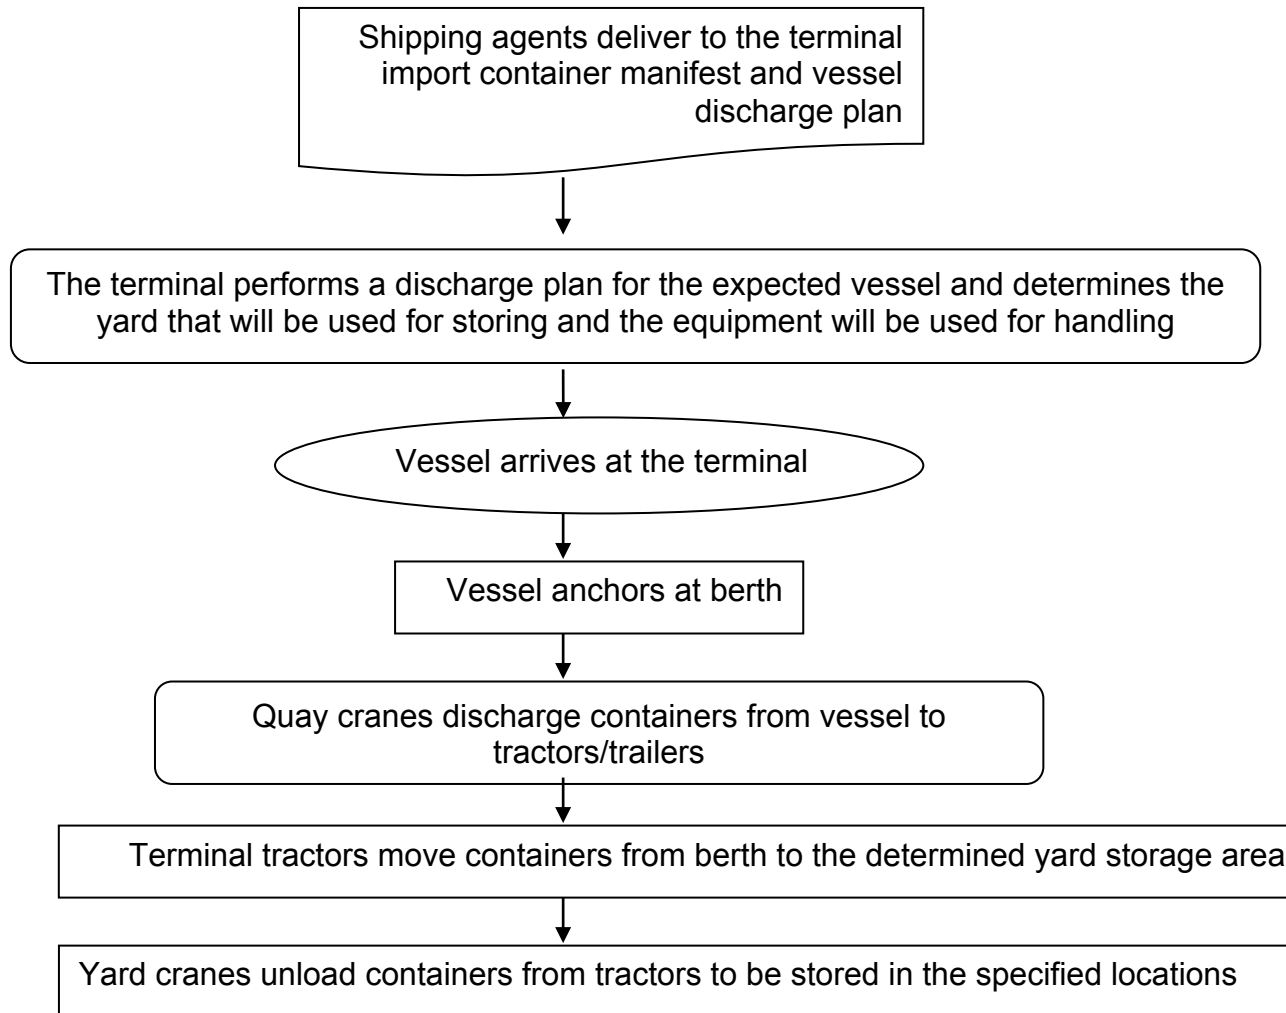 Shipping agents deliver to the terminal
import container manifest and vessel
discharge plan
The terminal performs a discharge plan for the expected vessel and determines the
yard that will be used for storing and the equipment will be used for handling
Vessel arrives at the terminal
Vessel anchors at berth
Quay cranes discharge containers from vessel to
tractors/trailers
Terminal tractors move containers from berth to the determined yard storage area
Yard cranes unload containers from tractors to be stored in the specified locations